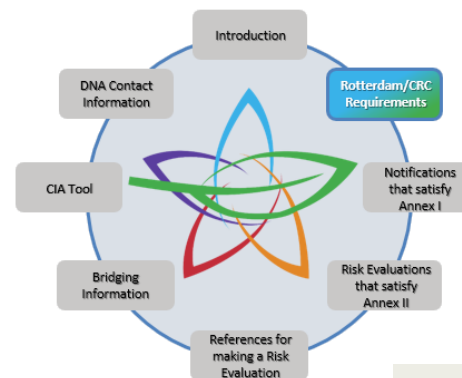 Introduction
Rotterdam/CRC
Requirements
Notifications
that satisfy
Annex I
Risk Evaluations
that satisfy
Annex II
References for
making a Risk
Evaluation
Bridging
Information
CIA Tool
DNA Contact
Information